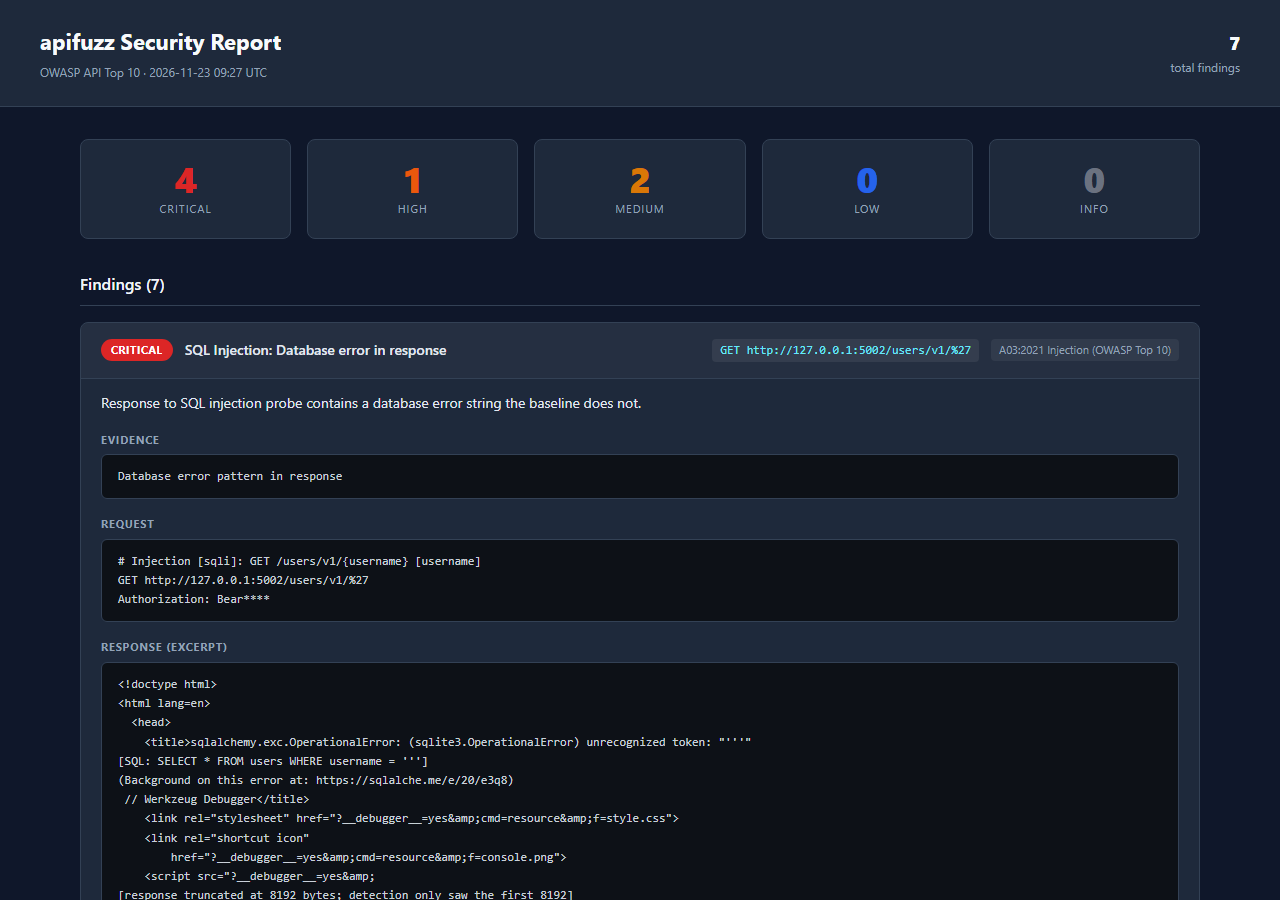 apifuzz Security Report
OWASP API Top 10 · 2026-11-23 09:27 UTC
7
total findings
4
CRITICAL
1
HIGH
2
MEDIUM
0
LOW
0
INFO
Findings (7)
CRITICAL
SQL Injection: Database error in response
GET http://127.0.0.1:5002/users/v1/%27
A03:2021 Injection (OWASP Top 10)
Response to SQL injection probe contains a database error string the baseline does not.
EVIDENCE
Database error pattern in response
REQUEST
# Injection [sqli]: GET /users/v1/{username} [username]
GET http://127.0.0.1:5002/users/v1/%27
Authorization: Bear****
RESPONSE (EXCERPT)
<!doctype html>
<html lang=en>
  <head>
    <title>sqlalchemy.exc.OperationalError: (sqlite3.OperationalError) unrecognized token: "'''"
[SQL: SELECT * FROM users WHERE username = ''']
(Background on this error at: https://sqlalche.me/e/20/e3q8)
 // Werkzeug Debugger</title>
    <link rel="stylesheet" href="?__debugger__=yes&amp;cmd=resource&amp;f=style.css">
    <link rel="shortcut icon"
        href="?__debugger__=yes&amp;cmd=resource&amp;f=console.png">
    <script src="?__debugger__=yes&amp;
[response truncated at 8192 bytes; detection only saw the first 8192]